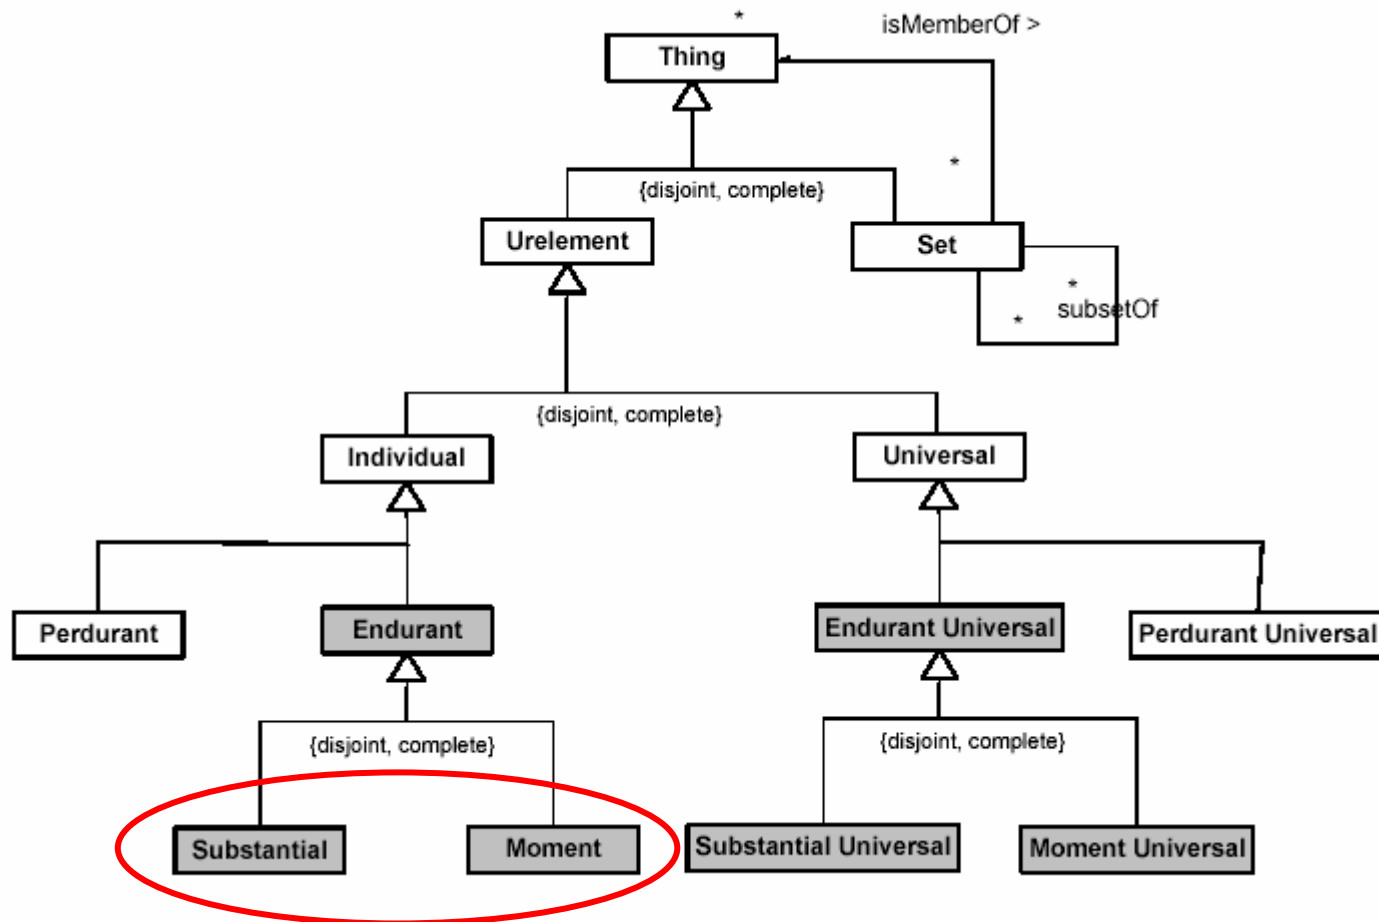 *
isMemberOf >
Thing
*
{disjoint, complete}
Urelement
Set
*
subsetOf
*
{disjoint, complete}
Individual
Universal
Perdurant
Endurant
Endurant Universal
Perdurant Universal
{disjoint, complete}
{disjoint, complete}
Substantial
Moment
Substantial Universal
Moment Universal